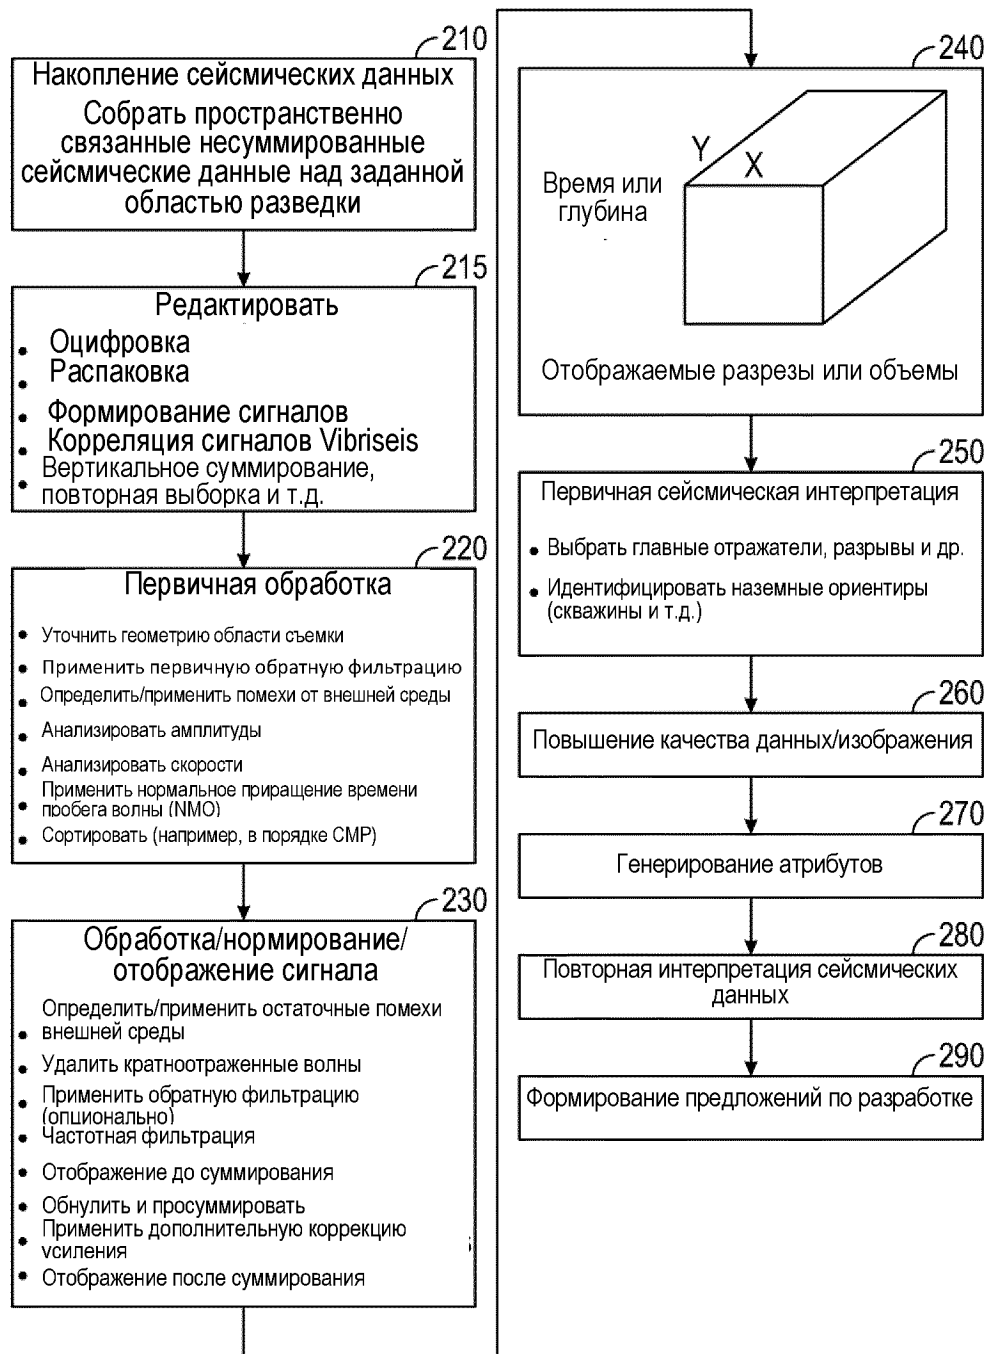 210
Накопление сейсмических данных
Собрать пространственно
связанные несуммированные
сейсмические данные над заданной
областью разведки
215
Редактировать
• Оцифровка
• Распаковка
• Формирование сигналов
• Корреляция сигналов Vibriseis
• Вертикальное суммирование,
повторная выборка и т.д.
220
Первичная обработка
• Уточнить геометрию области съемки
• Применить первичную обратную фильтрацию
• Определить/применить помехи от внешней среды
• Анализировать амплитуды
• Анализировать скорости
• Применить нормальное приращение времени
пробега волны (NMO)
• Сортировать (например, в порядке CMP)
230
Обработка/нормирование/
отображение сигнала
• Определить/применить остаточные помехи
внешней среды
• Удалить кратноотраженные волны
• Применить обратную фильтрацию
(опционально)
• Частотная фильтрация
• Отображение до суммирования
• Обнулить и просуммировать
• Применить дополнительную коррекцию
усиления
• Отображение после суммирования
240
Y
X
Время или
глубина
Отображаемые разрезы или объемы
250
Первичная сейсмическая интерпретация
• Выбрать главные отражатели, разрывы и др.
• Идентифицировать наземные ориентиры
(скважины и т.д.)
260
Повышение качества данных/изображения
270
Генерирование атрибутов
280
Повторная интерпретация сейсмических
данных
290
Формирование предложений по разработке